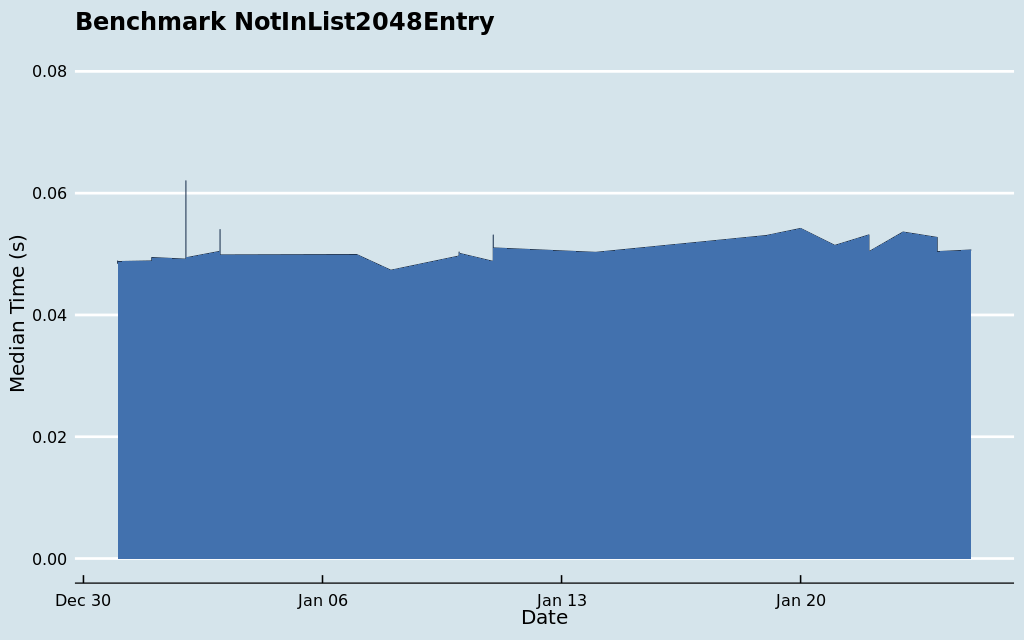 Benchmark NotInList2048Entry
0.08
0.06
0.04
0.02
0.00
Median Time (s)
Dec 30 Jan 06 Jan 13 Jan 20
Date